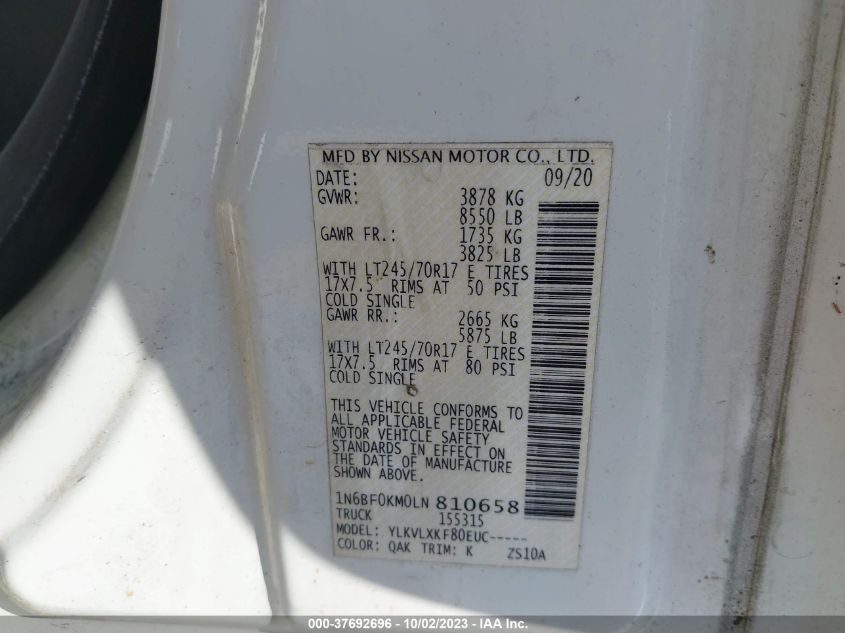 MFD BY NISSAN MOTOR CO., LTD.
DATE: 09/20
GVWR: 3878 KG
8550 LB
GAWR FR.: 1735 KG
3825 LB
WITH LT245/70R17 E TIRES
17X7.5 RIMS AT 50 PSI
COLD SINGLE
GAWR RR.: 2665 KG
5875 LB
WITH LT245/70R17 E TIRES
17X7.5 RIMS AT 80 PSI
COLD SINGLE
THIS VEHICLE CONFORMS TO
ALL APPLICABLE FEDERAL
MOTOR VEHICLE SAFETY
STANDARDS IN EFFECT ON
THE DATE OF MANUFACTURE
SHOWN ABOVE.
1N6BF0KM0LN 810658
TRUCK 155315
MODEL: YLKVLXKF80EUC-----
COLOR: QAK TRIM: K ZS10A
000-37692696 - 10/02/2023 - IAAI.COM.